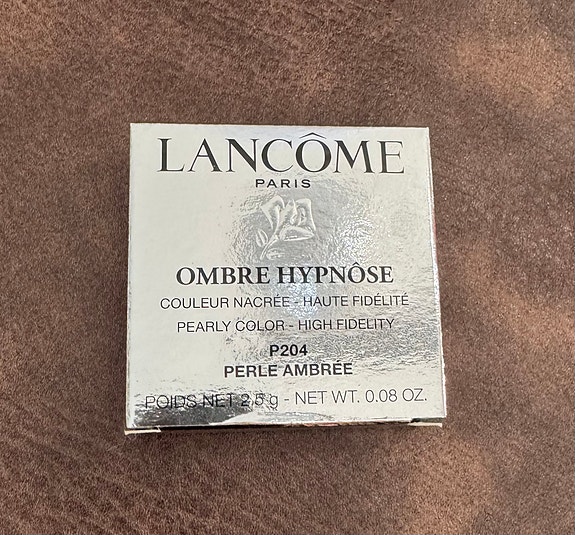 LANCÔME
PARIS
OMBRE HYPNÔSE
COULEUR NACRÉE - HAUTE FIDÉLITÉ
PEARLY COLOR - HIGH FIDELITY
P204
PERLE AMBRÉE
POIDS NET 2,5 g - NET WT. 0.08 OZ.